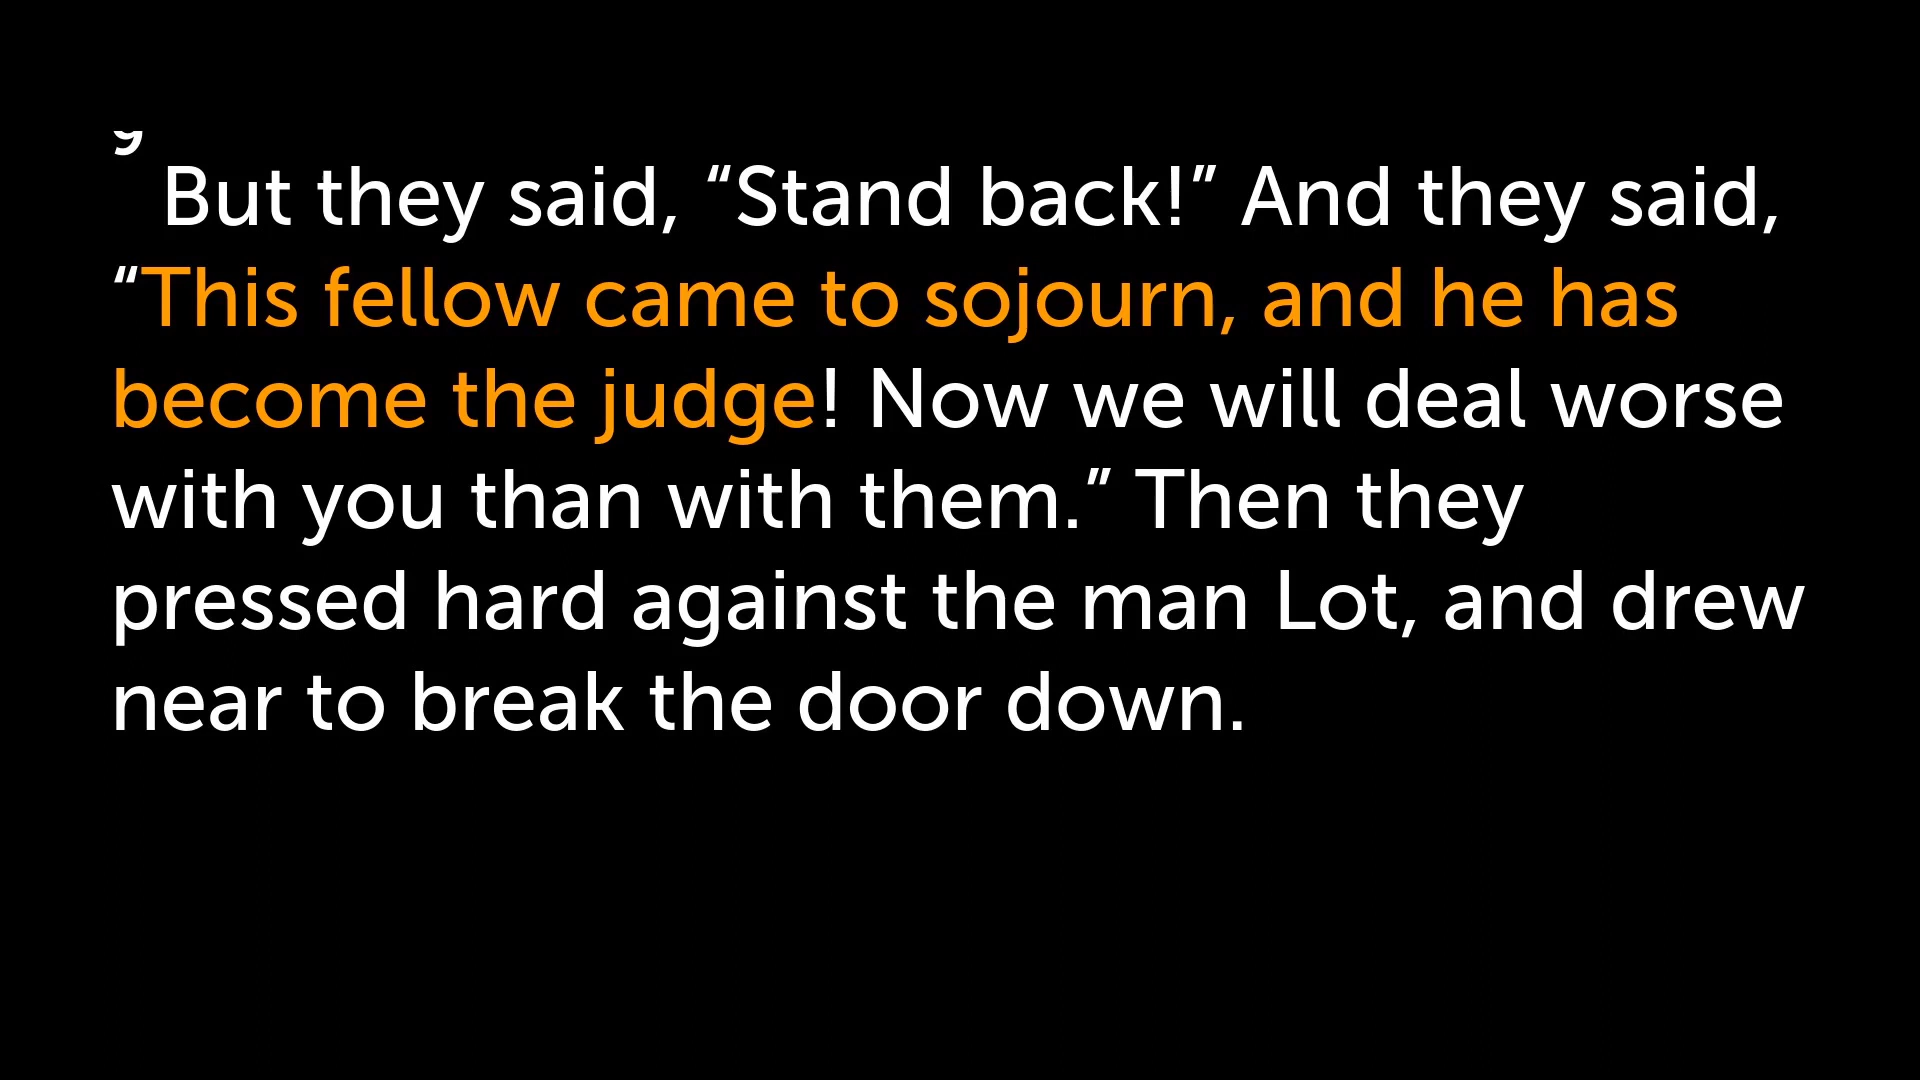 9 But they said, “Stand back!” And they said,
“This fellow came to sojourn, and he has
become the judge! Now we will deal worse
with you than with them.” Then they
pressed hard against the man Lot, and drew
near to break the door down.